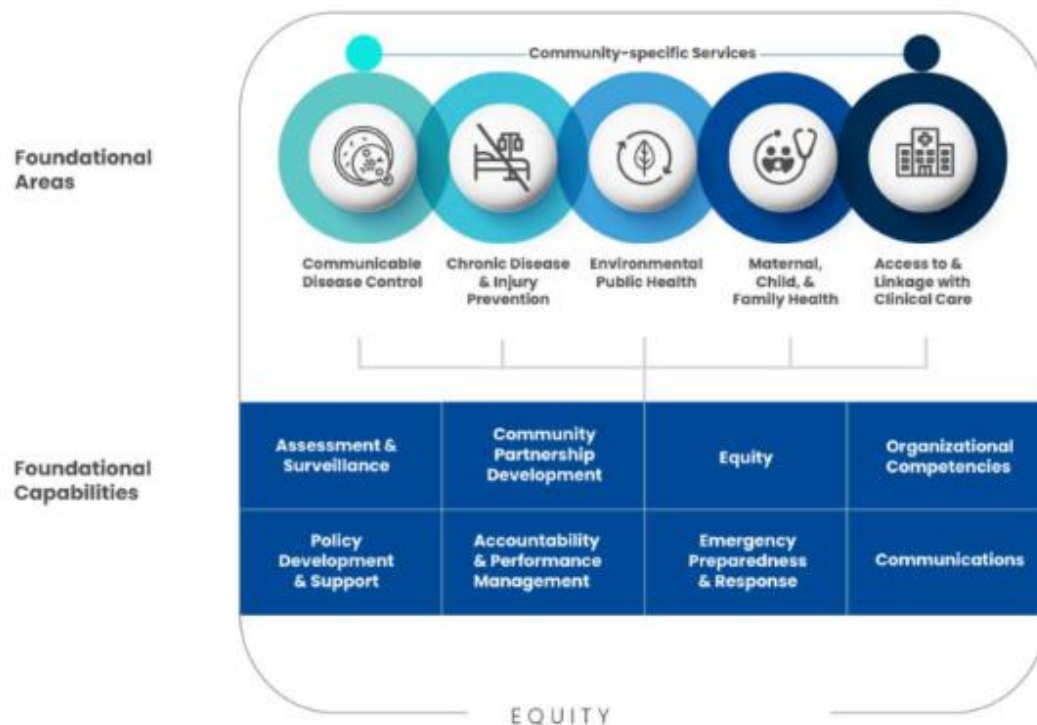 Community-specific Services
Foundational
Areas
Communicable
Disease Control
Chronic Disease
& Injury
Prevention
Environmental
Public Health
Maternal,
Child, &
Family Health
Access to &
Linkage with
Clinical Care
Foundational
Capabilities
Assessment &
Surveillance
Community
Partnership
Development
Equity
Organizational
Competencies
Policy
Development
& Support
Accountability
& Performance
Management
Emergency
Preparedness
& Response
Communications
EQUITY